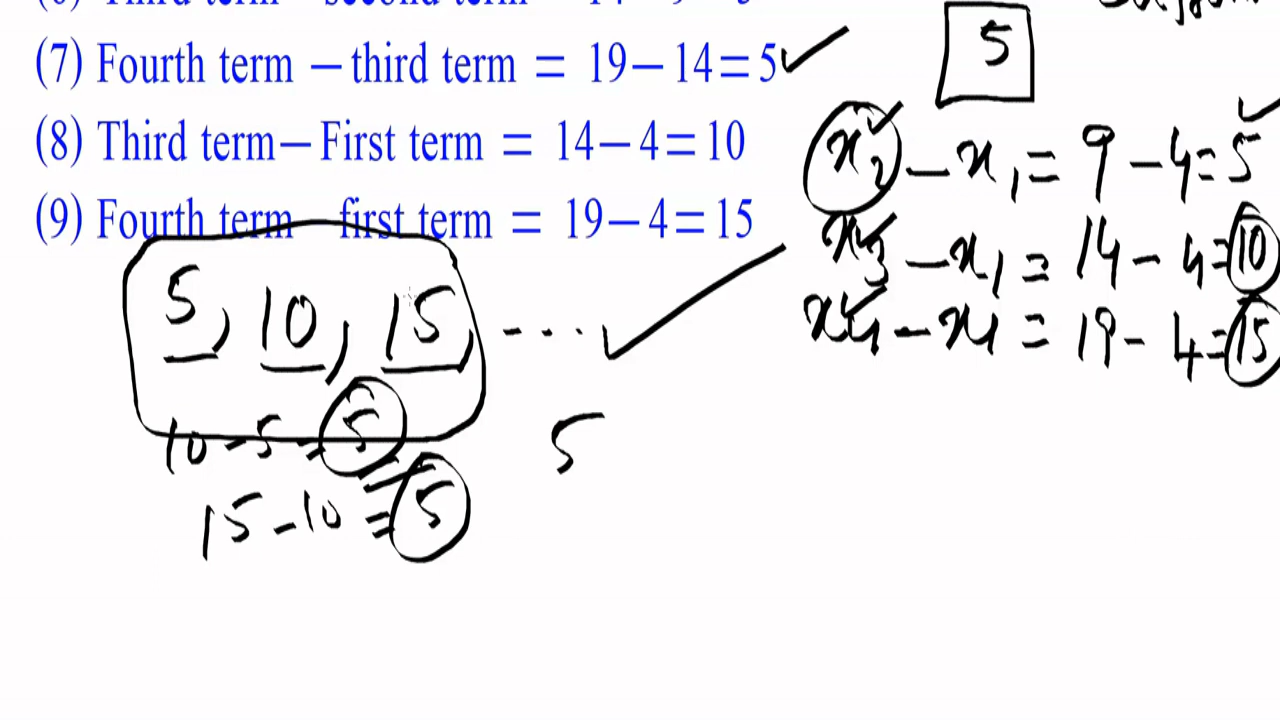 (7) Fourth term – third term = 19 – 14 = 5
(8) Third term – First term = 14 – 4 = 10
(9) Fourth term first term = 19 – 4 = 15
5
x₂ – x₁ = 9 – 4 = 5
x₃ – x₁ = 14 – 4 = 10
x₄ – x₁ = 19 – 4 = 15
5, 10, 15, ....
10 – 5 = 5
15 – 10 = 5
5